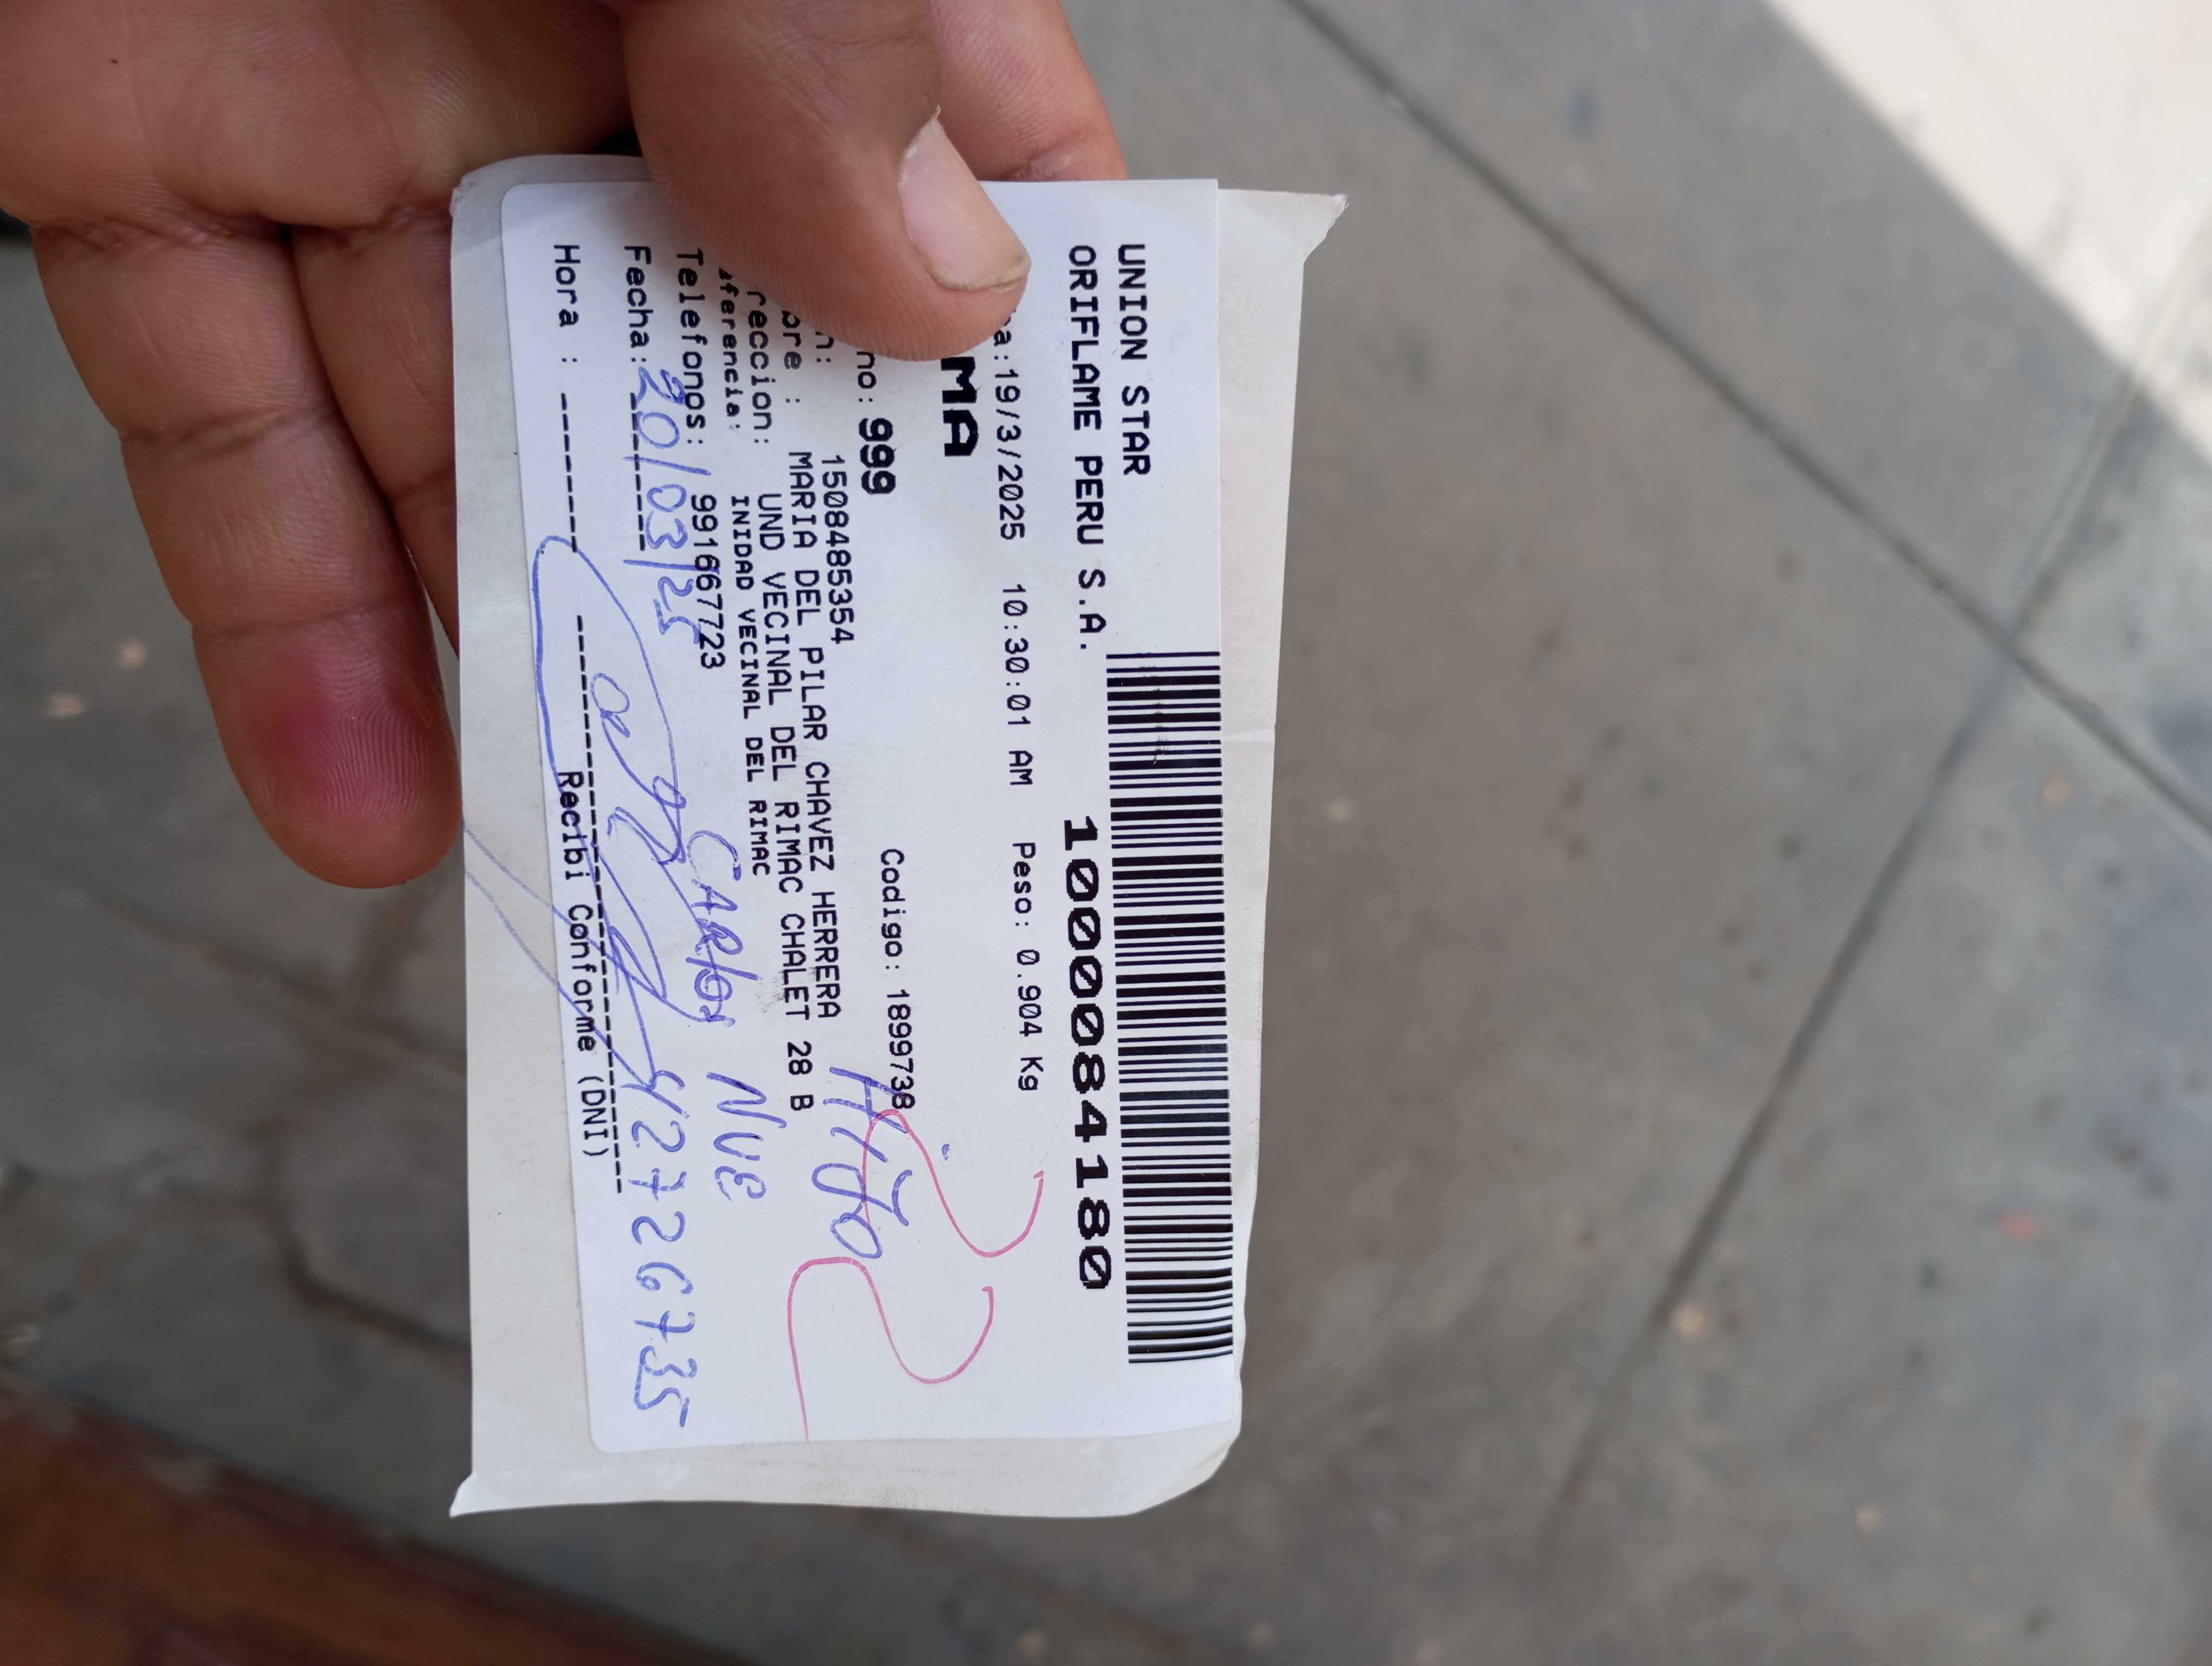 UNION STAR
ORIFLAME PERU S.A. 1000084180
19/3/2025 10:30:01 AM Peso: 0.904 Kg
MA
no: 999 Codigo: 1899738
1508485354
MARIA DEL PILAR CHAVEZ HERRERA
Hijo
reccion: UND VECINAL DEL RIMAC CHALET 28 B
ferencia: INIDAD VECINAL DEL RIMAC
Telefonos: 991667723
CARlos NUE
Fecha: 20/03/25
42726735
Hora :
Recibi Conforme (DNI)